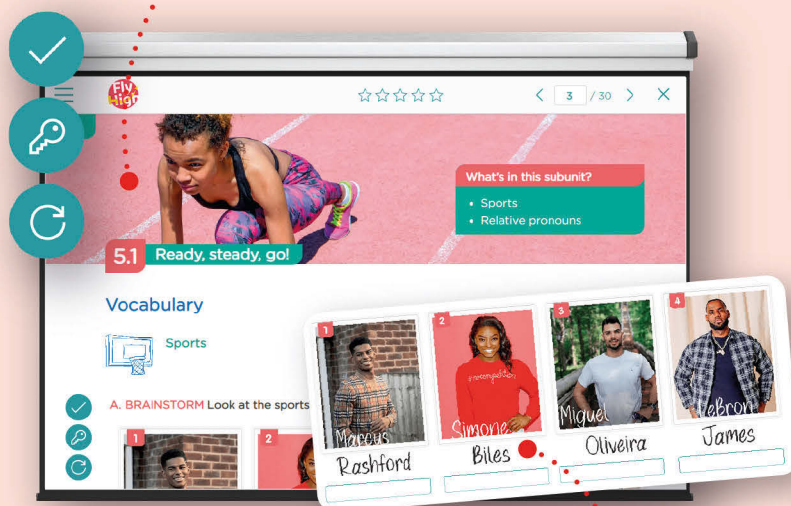 Fly
High
3 / 30
What's in this subunit?
• Sports
• Relative pronouns
5.1 Ready, steady, go!
Vocabulary
Sports
A. BRAINSTORM Look at the sports
1
2
1
2
3
4
#nocompetition
Marcus
Rashford
Simone
Biles
Miguel
Oliveira
LeBron
James